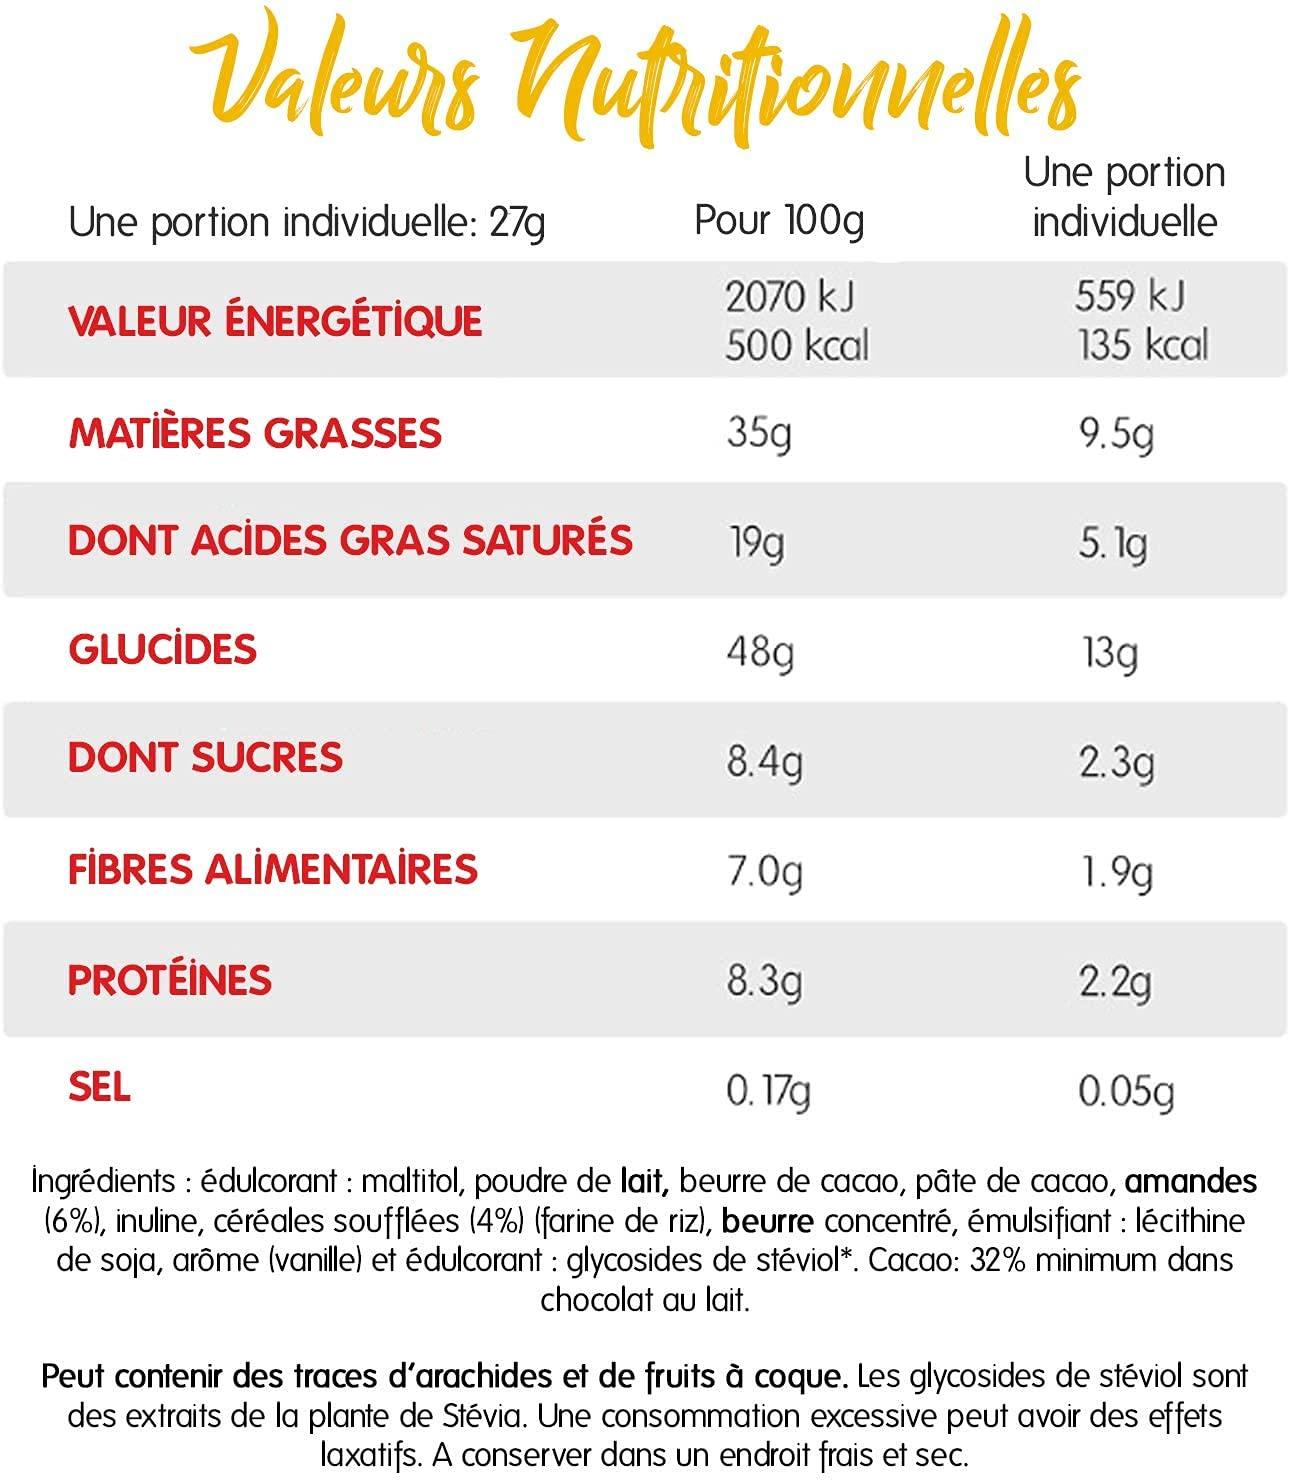 Valeurs Nutritionnelles
Une portion individuelle: 27g Pour 100g Une portion individuelle
VALEUR ÉNERGÉTIQUE 2070 kJ 559 kJ
500 kcal 135 kcal
MATIÈRES GRASSES 35g 9.5g
DONT ACIDES GRAS SATURÉS 19g 5.1g
GLUCIDES 48g 13g
DONT SUCRES 8.4g 2.3g
FIBRES ALIMENTAIRES 7.0g 1.9g
PROTÉINES 8.3g 2.2g
SEL 0.17g 0.05g
Ingrédients : édulcorant : maltitol, poudre de lait, beurre de cacao, pâte de cacao, amandes
(6%), inuline, céréales soufflées (4%) (farine de riz), beurre concentré, émulsifiant : lécithine
de soja, arôme (vanille) et édulcorant : glycosides de stéviol*. Cacao: 32% minimum dans
chocolat au lait.
Peut contenir des traces d'arachides et de fruits à coque. Les glycosides de stéviol sont
des extraits de la plante de Stévia. Une consommation excessive peut avoir des effets
laxatifs. A conserver dans un endroit frais et sec.